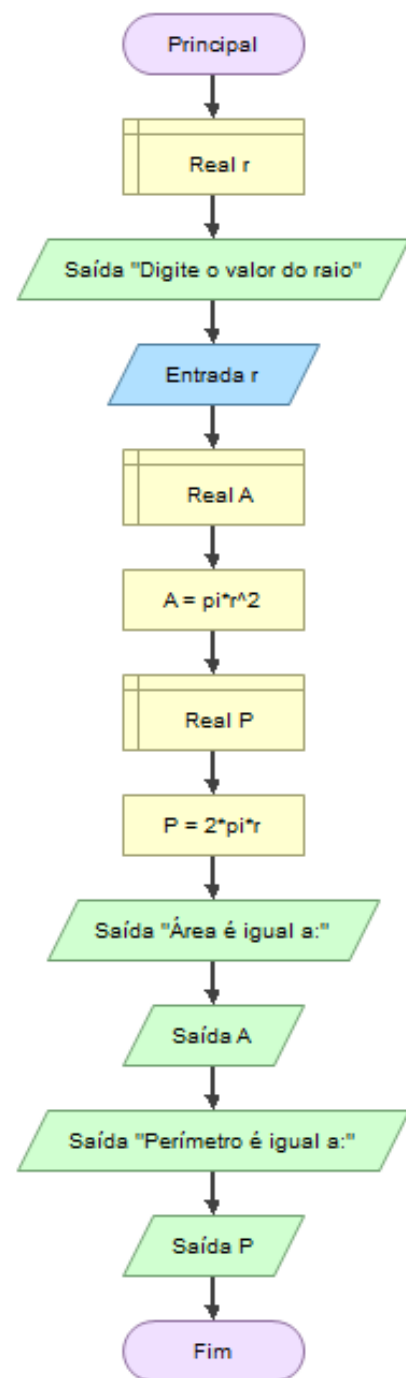 Principal
Real r
Saída "Digite o valor do raio"
Entrada r
Real A
A = pi*r^2
Real P
P = 2*pi*r
Saída "Área é igual a:"
Saída A
Saída "Perímetro é igual a:"
Saída P
Fim